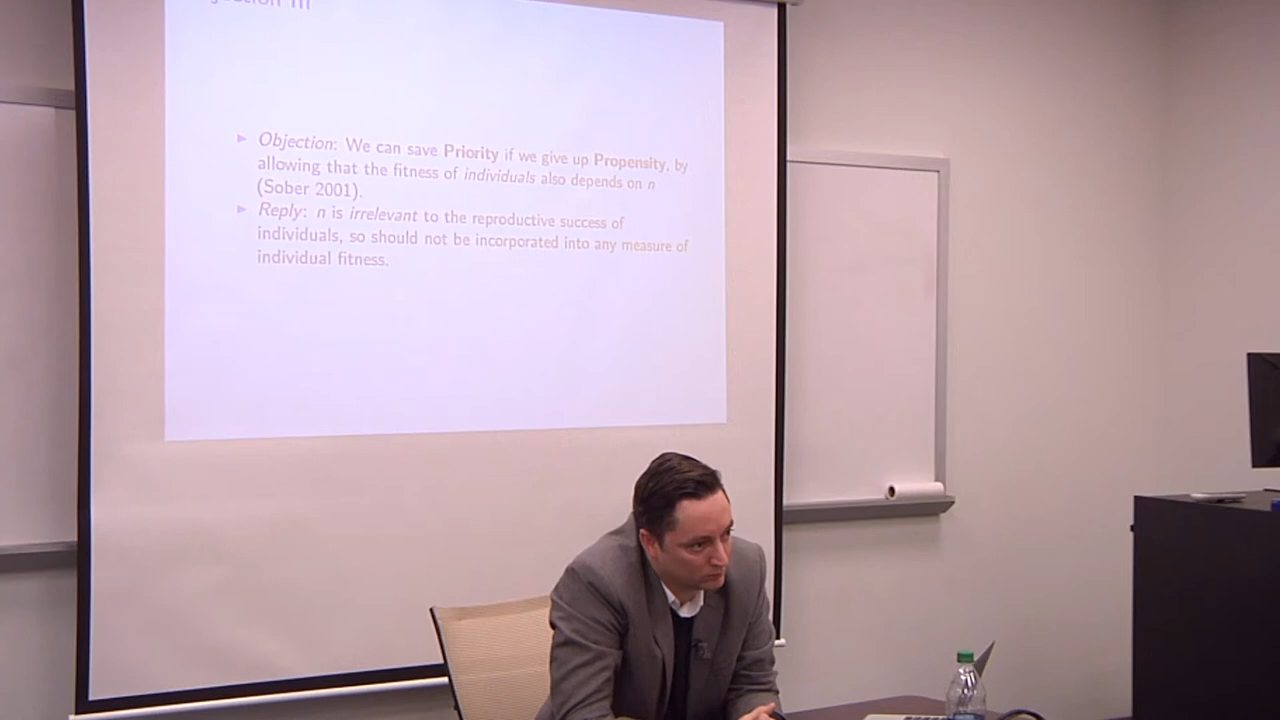 Objection: We can save Priority if we give up Propensity, by
allowing that the fitness of individuals also depends on n
(Sober 2001).
Reply: n is irrelevant to the reproductive success of
individuals, so should not be incorporated into any measure of
individual fitness.